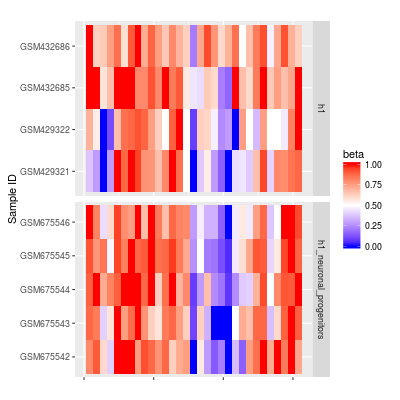 Sample ID
GSM432686
GSM432685
GSM429322
GSM429321
h1
GSM675546
GSM675545
GSM675544
GSM675543
GSM675542
h1_neuronal_progenitors
beta
1.00
0.75
0.50
0.25
0.00